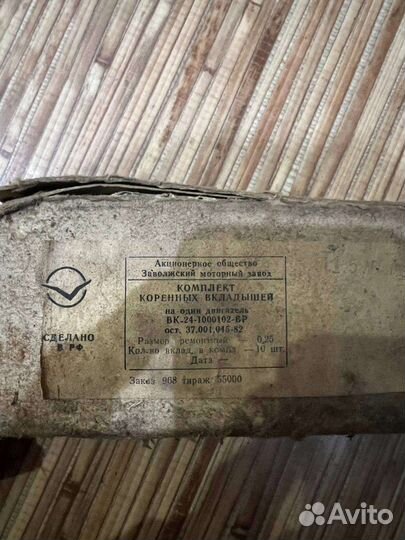 Акционерное общество
Заволжский моторный завод
КОМПЛЕКТ
КОРЕННЫХ ВКЛАДЫШЕЙ
на один двигатель
ВК-24-1000102-БР
ост. 37.001.045-82
Размер ремонтный — 0,25
Кол-во вклад. в компл — 10 шт.
Дата —
Заказ 968 тираж 55000
СДЕЛАНО
В РФ
Avito